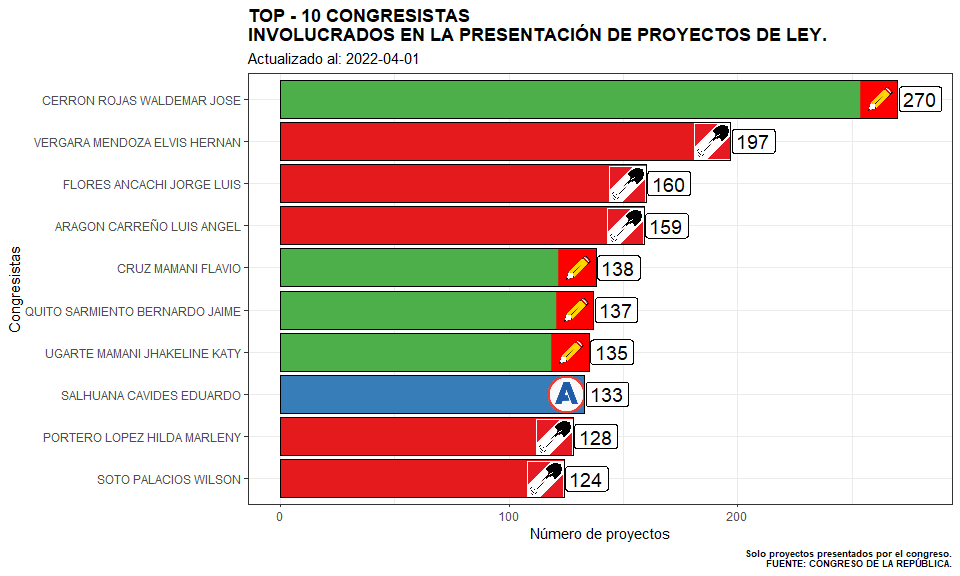 TOP - 10 CONGRESISTAS
INVOLUCRADOS EN LA PRESENTACIÓN DE PROYECTOS DE LEY.
Actualizado al: 2022-04-01
Congresistas
CERRON ROJAS WALDEMAR JOSE 270
VERGARA MENDOZA ELVIS HERNAN 197
FLORES ANCACHI JORGE LUIS 160
ARAGON CARREÑO LUIS ANGEL 159
CRUZ MAMANI FLAVIO 138
QUITO SARMIENTO BERNARDO JAIME 137
UGARTE MAMANI JHAKELINE KATY 135
SALHUANA CAVIDES EDUARDO A 133
PORTERO LOPEZ HILDA MARLENY 128
SOTO PALACIOS WILSON 124
0 100 200
Número de proyectos
Solo proyectos presentados por el congreso.
FUENTE: CONGRESO DE LA REPÚBLICA.